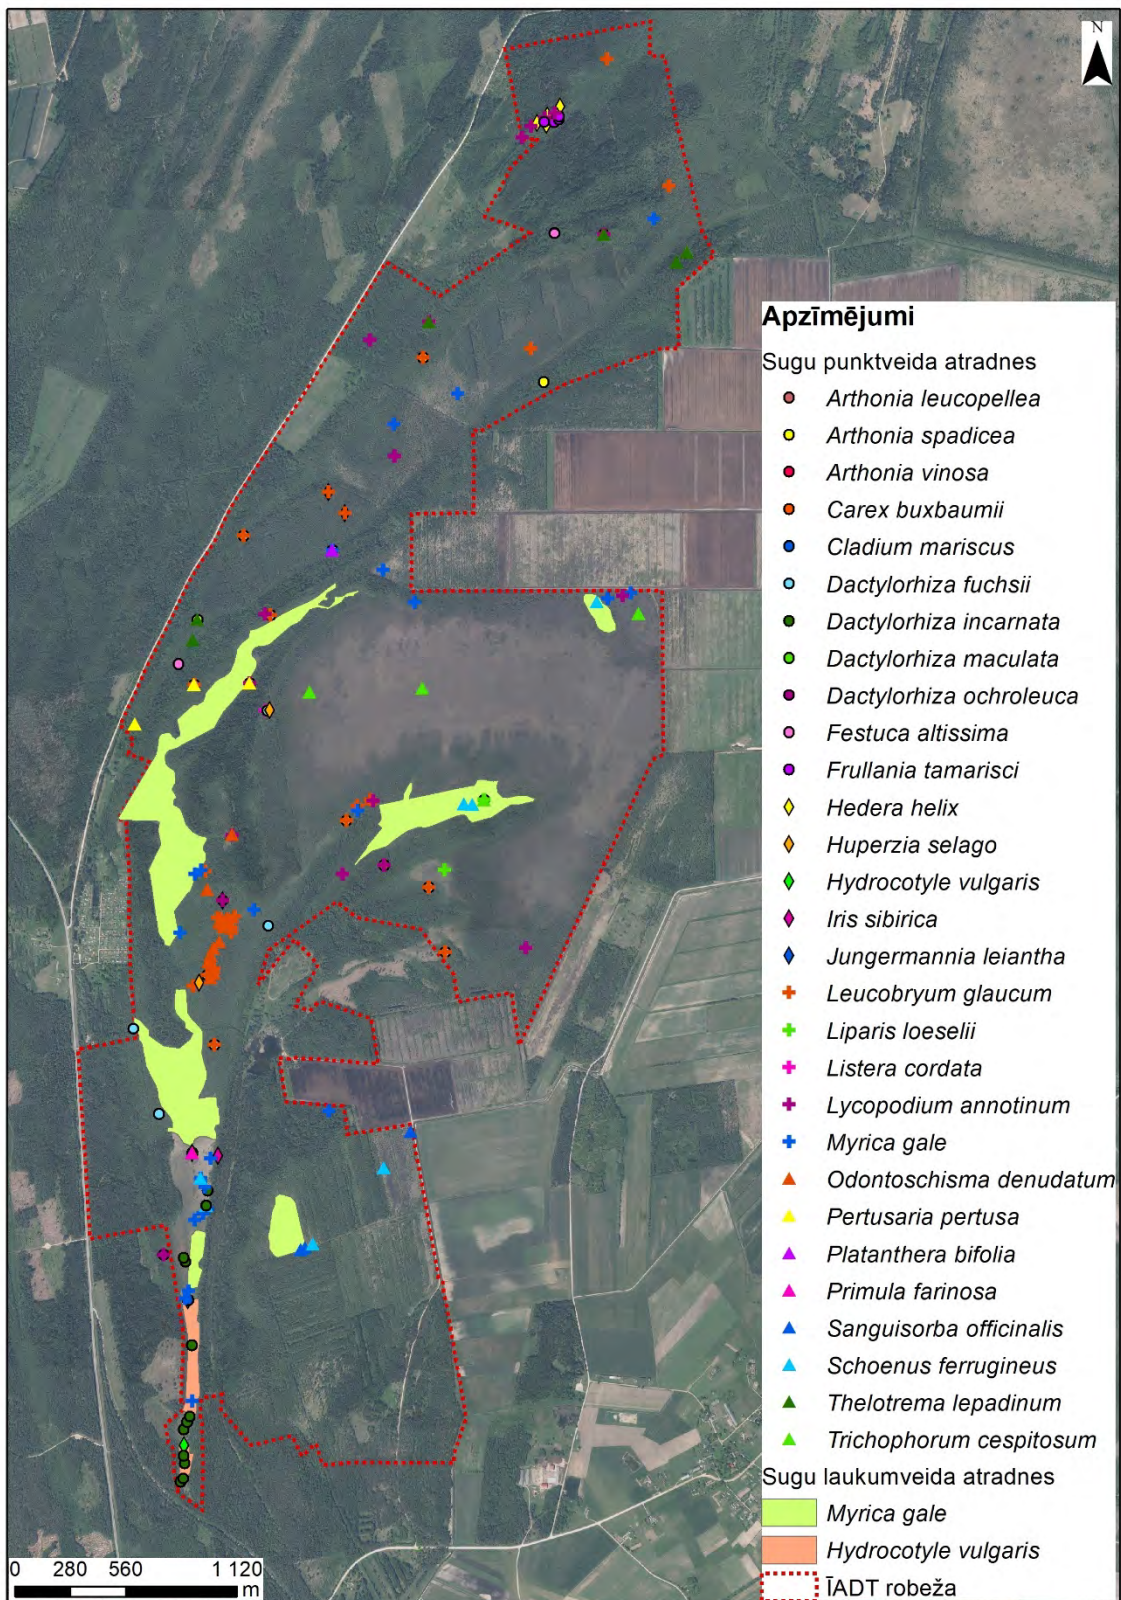 N
Apzīmējumi
Sugu punktveida atradnes
Arthonia leucopellea
Arthonia spadicea
Arthonia vinosa
Carex buxbaumii
Cladium mariscus
Dactylorhiza fuchsii
Dactylorhiza incarnata
Dactylorhiza maculata
Dactylorhiza ochroleuca
Festuca altissima
Frullania tamarisci
Hedera helix
Huperzia selago
Hydrocotyle vulgaris
Iris sibirica
Jungermannia leiantha
Leucobryum glaucum
Liparis loeselii
Listera cordata
Lycopodium annotinum
Myrica gale
Odontoschisma denudatum
Pertusaria pertusa
Platanthera bifolia
Primula farinosa
Sanguisorba officinalis
Schoenus ferrugineus
Thelotrema lepadinum
Trichophorum cespitosum
Sugu laukumveida atradnes
Myrica gale
Hydrocotyle vulgaris
ĪADT robeža
0 280 560 1 120
m